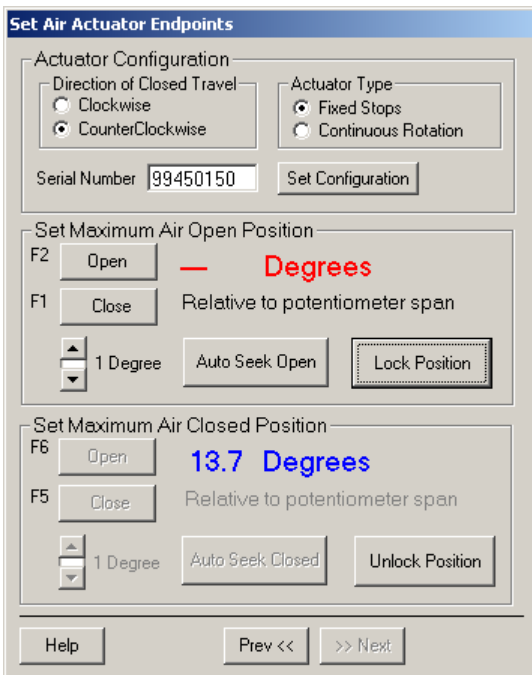 Set Air Actuator Endpoints
Actuator Configuration
Direction of Closed Travel
Clockwise
CounterClockwise
Actuator Type
Fixed Stops
Continuous Rotation
Serial Number 99450150 Set Configuration
Set Maximum Air Open Position
F2 Open — Degrees
F1 Close Relative to potentiometer span
1 Degree Auto Seek Open Lock Position
Set Maximum Air Closed Position
F6 Open 13.7 Degrees
F5 Close Relative to potentiometer span
1 Degree Auto Seek Closed Unlock Position
Help Prev << >> Next